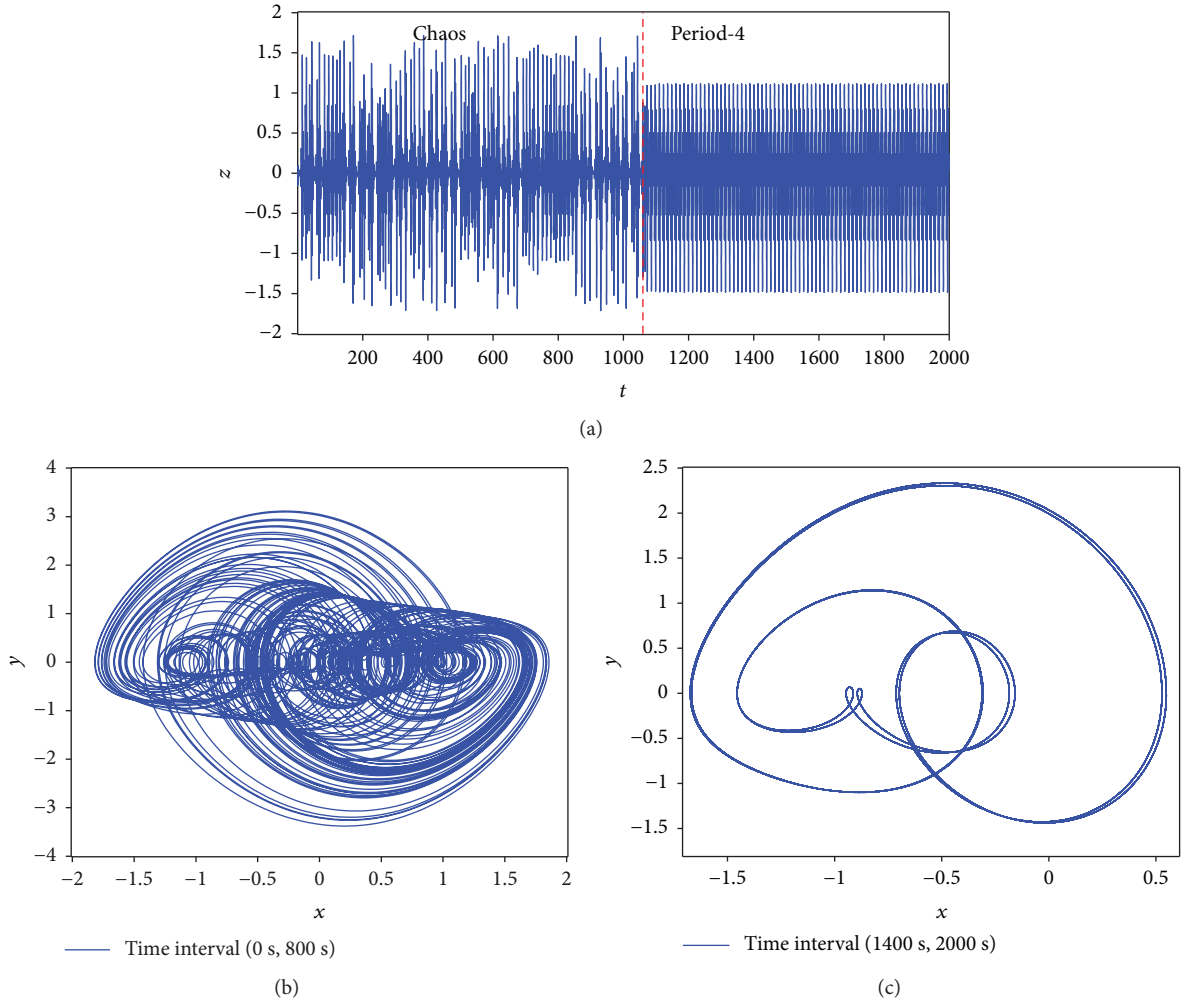 Chaos Period-4
2
1.5
1
0.5
0
−0.5
−1
−1.5
−2
z
200 400 600 800 1000 1200 1400 1600 1800 2000
t
(a)
4
3
2
1
0
−1
−2
−3
−4
y
−2 −1.5 −1 −0.5 0 0.5 1 1.5 2
x
Time interval (0 s, 800 s)
(b)
2.5
2
1.5
1
0.5
0
−0.5
−1
−1.5
y
−1.5 −1 −0.5 0 0.5
x
Time interval (1400 s, 2000 s)
(c)